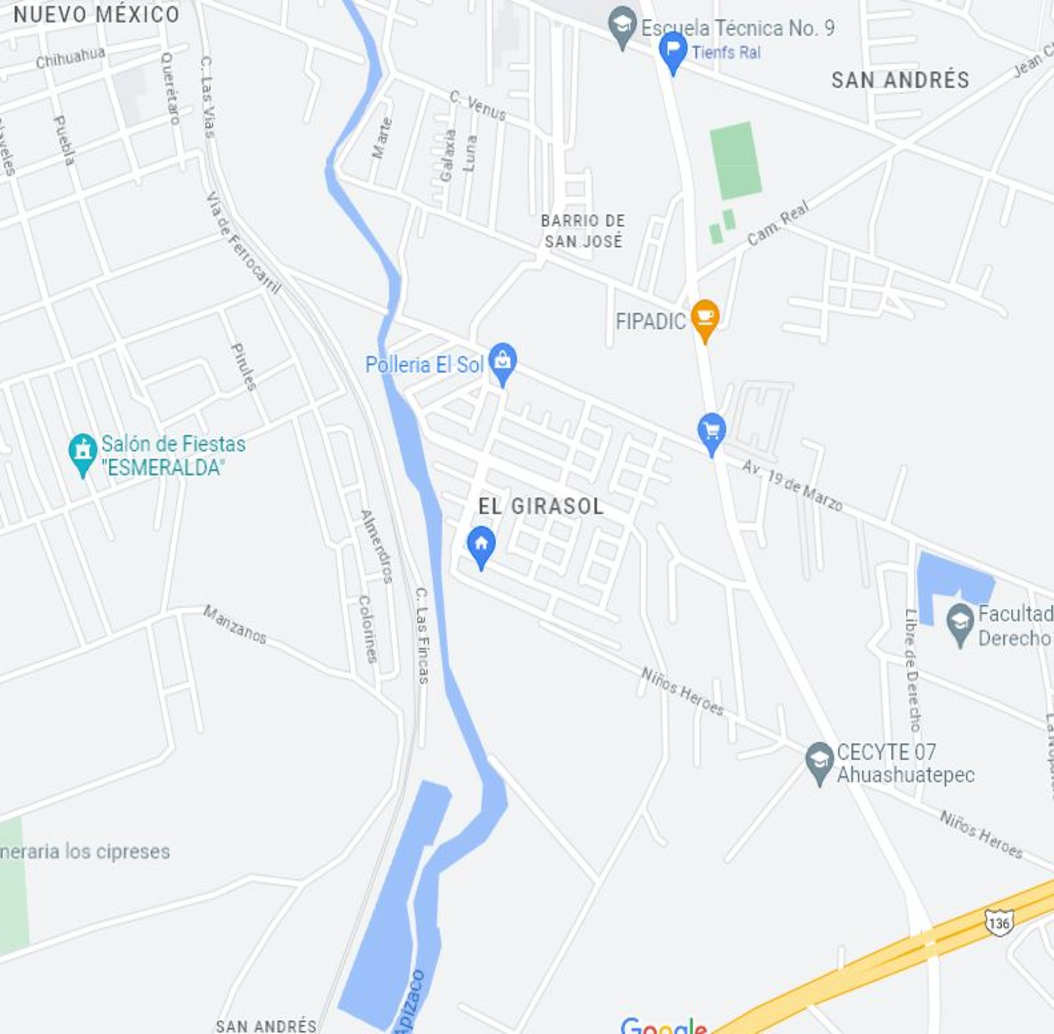 NUEVO MÉXICO
Escuela Técnica No. 9
Tienfs Ral
SAN ANDRÉS
Chihuahua
Querétaro
C. Las Vías
Puebla
C. Venus
Marte
Galaxia
Luna
BARRIO DE
SAN JOSÉ
Cam. Real
Vía de Ferrocarril
FIPADIC
Pirules
Polleria El Sol
Salón de Fiestas
"ESMERALDA"
Av. 19 de Marzo
EL GIRASOL
Almendros
Colorines
C. Las Fincas
Manzanos
Libre de Derecho
Facultad
Derecho
Niños Heroes
CECYTE 07
Ahuashuatepec
Niños Heroes
neraria los cipreses
136
Apizaco
SAN ANDRÉS
Google